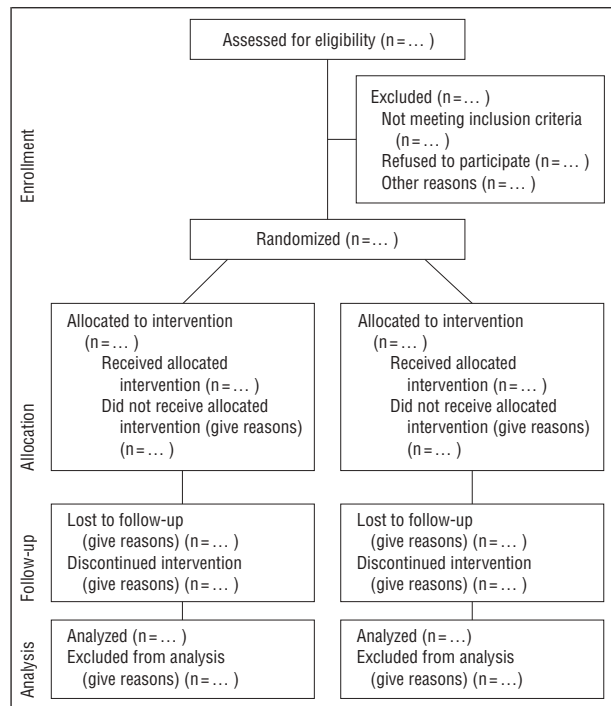 Assessed for eligibility (n=… )
Enrollment
Excluded (n=… )
Not meeting inclusion criteria
(n=… )
Refused to participate (n=… )
Other reasons (n=… )
Randomized (n=… )
Allocation
Allocated to intervention
(n=… )
Received allocated
intervention (n=… )
Did not receive allocated
intervention (give reasons)
(n=… )
Allocated to intervention
(n=… )
Received allocated
intervention (n=… )
Did not receive allocated
intervention (give reasons)
(n=… )
Follow-up
Lost to follow-up
(give reasons) (n=… )
Discontinued intervention
(give reasons) (n=… )
Lost to follow-up
(give reasons) (n=… )
Discontinued intervention
(give reasons) (n=… )
Analysis
Analyzed (n=… )
Excluded from analysis
(give reasons) (n=… )
Analyzed (n=…)
Excluded from analysis
(give reasons) (n=…)